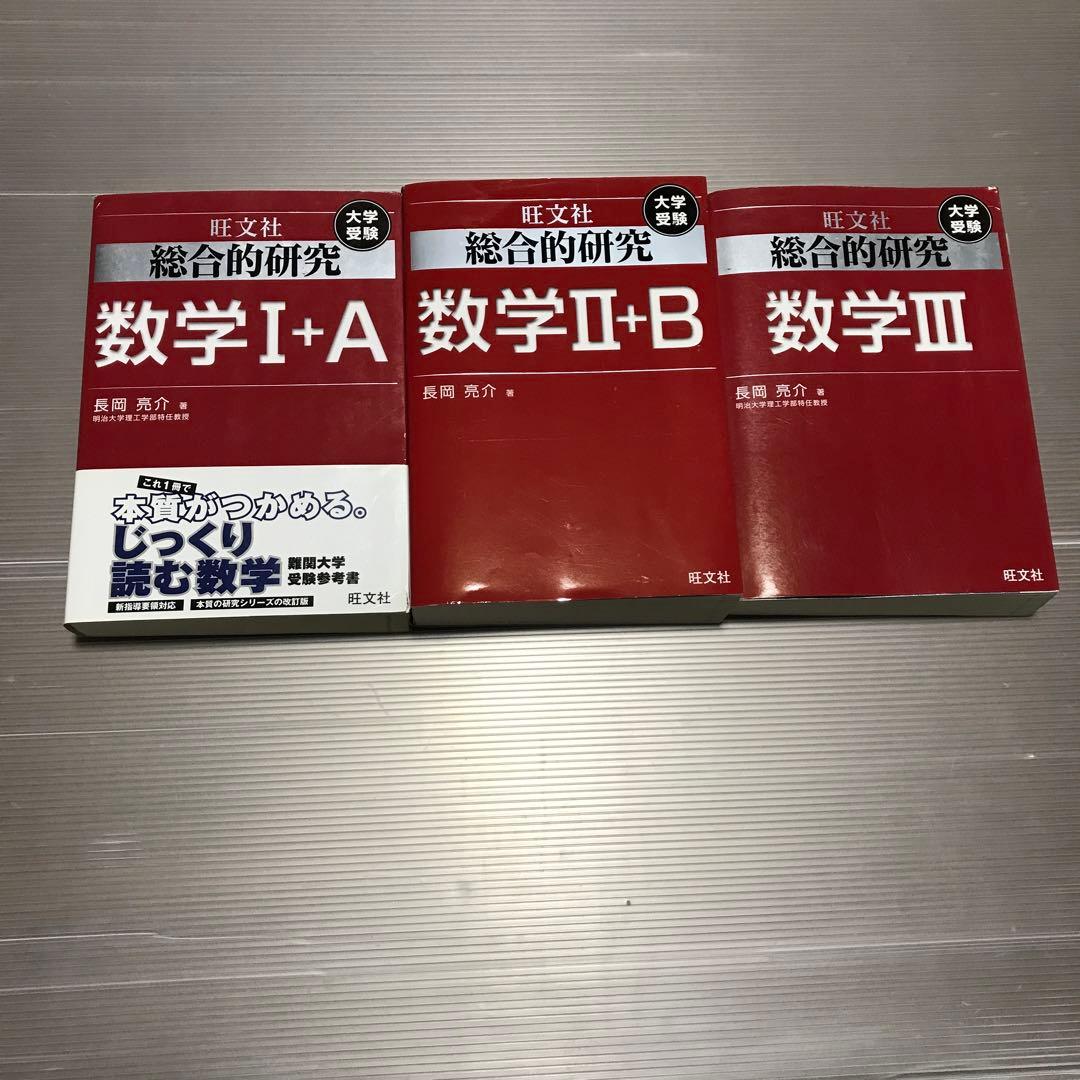 旺文社
大学
受験
総合的研究
数学I+A
長岡 亮介 著
明治大学理工学部特任教授
これ1冊で
本質がつかめる。
じっくり
読む数学
難関大学
受験参考書
新指導要領対応
本質の研究シリーズの改訂版
旺文社
旺文社
大学
受験
総合的研究
数学II+B
長岡 亮介 著
旺文社
旺文社
大学
受験
総合的研究
数学III
長岡 亮介 著
明治大学理工学部特任教授
旺文社